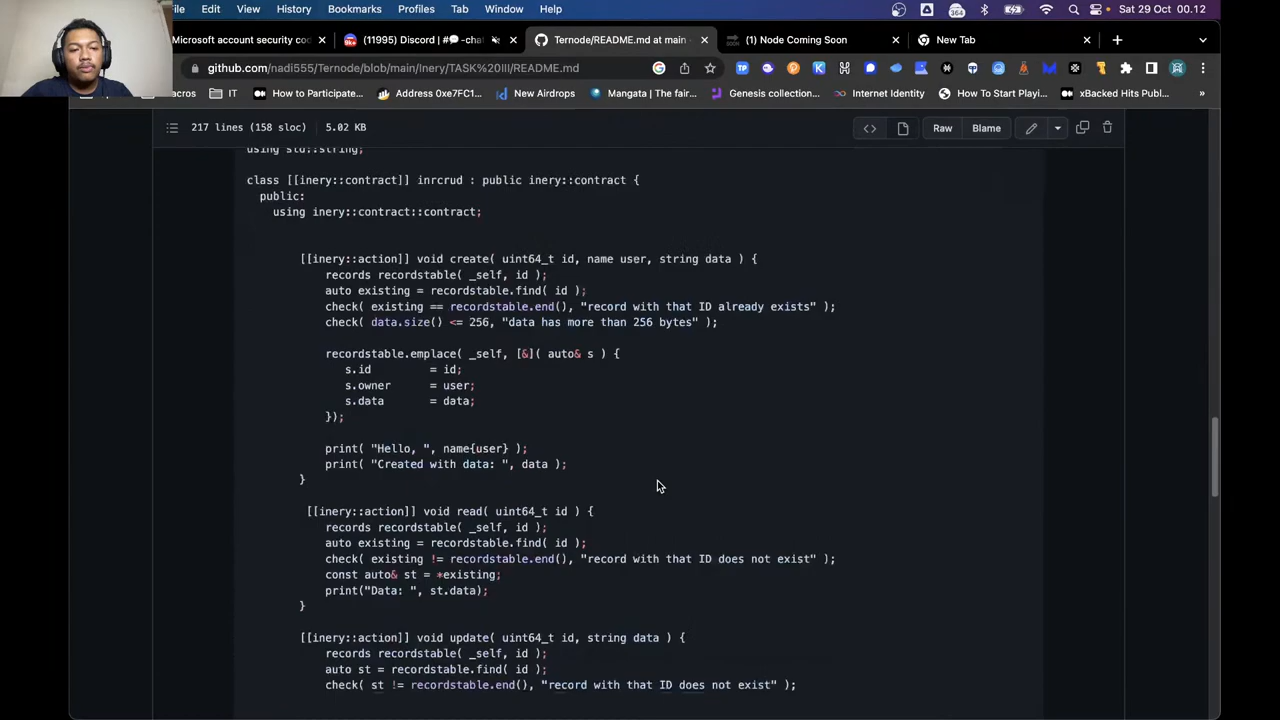 File Edit View History Bookmarks Profiles Tab Window Help 364 Sat 29 Oct 00.12
Microsoft account security co (11995) Discord | # -chat Ternode/README.md at main (1) Node Coming Soon New Tab
github.com/nadi555/Ternode/blob/main/Inery/TASK%20III/README.md
acros IT How to Participate... Address 0xe7FC1... New Airdrops Mangata | The fair... Genesis collection... Internet Identity How To Start Playi... xBacked Hits Publ... »
217 lines (158 sloc) 5.02 KB Raw Blame
using std::string;
class [[inery::contract]] inrcrud : public inery::contract {
public:
using inery::contract::contract;
[[inery::action]] void create( uint64_t id, name user, string data ) {
records recordstable( _self, id );
auto existing = recordstable.find( id );
check( existing == recordstable.end(), "record with that ID already exists" );
check( data.size() <= 256, "data has more than 256 bytes" );
recordstable.emplace( _self, [&]( auto& s ) {
s.id = id;
s.owner = user;
s.data = data;
});
print( "Hello, ", name{user} );
print( "Created with data: ", data );
}
[[inery::action]] void read( uint64_t id ) {
records recordstable( _self, id );
auto existing = recordstable.find( id );
check( existing != recordstable.end(), "record with that ID does not exist" );
const auto& st = *existing;
print("Data: ", st.data);
}
[[inery::action]] void update( uint64_t id, string data ) {
records recordstable( _self, id );
auto st = recordstable.find( id );
check( st != recordstable.end(), "record with that ID does not exist" );